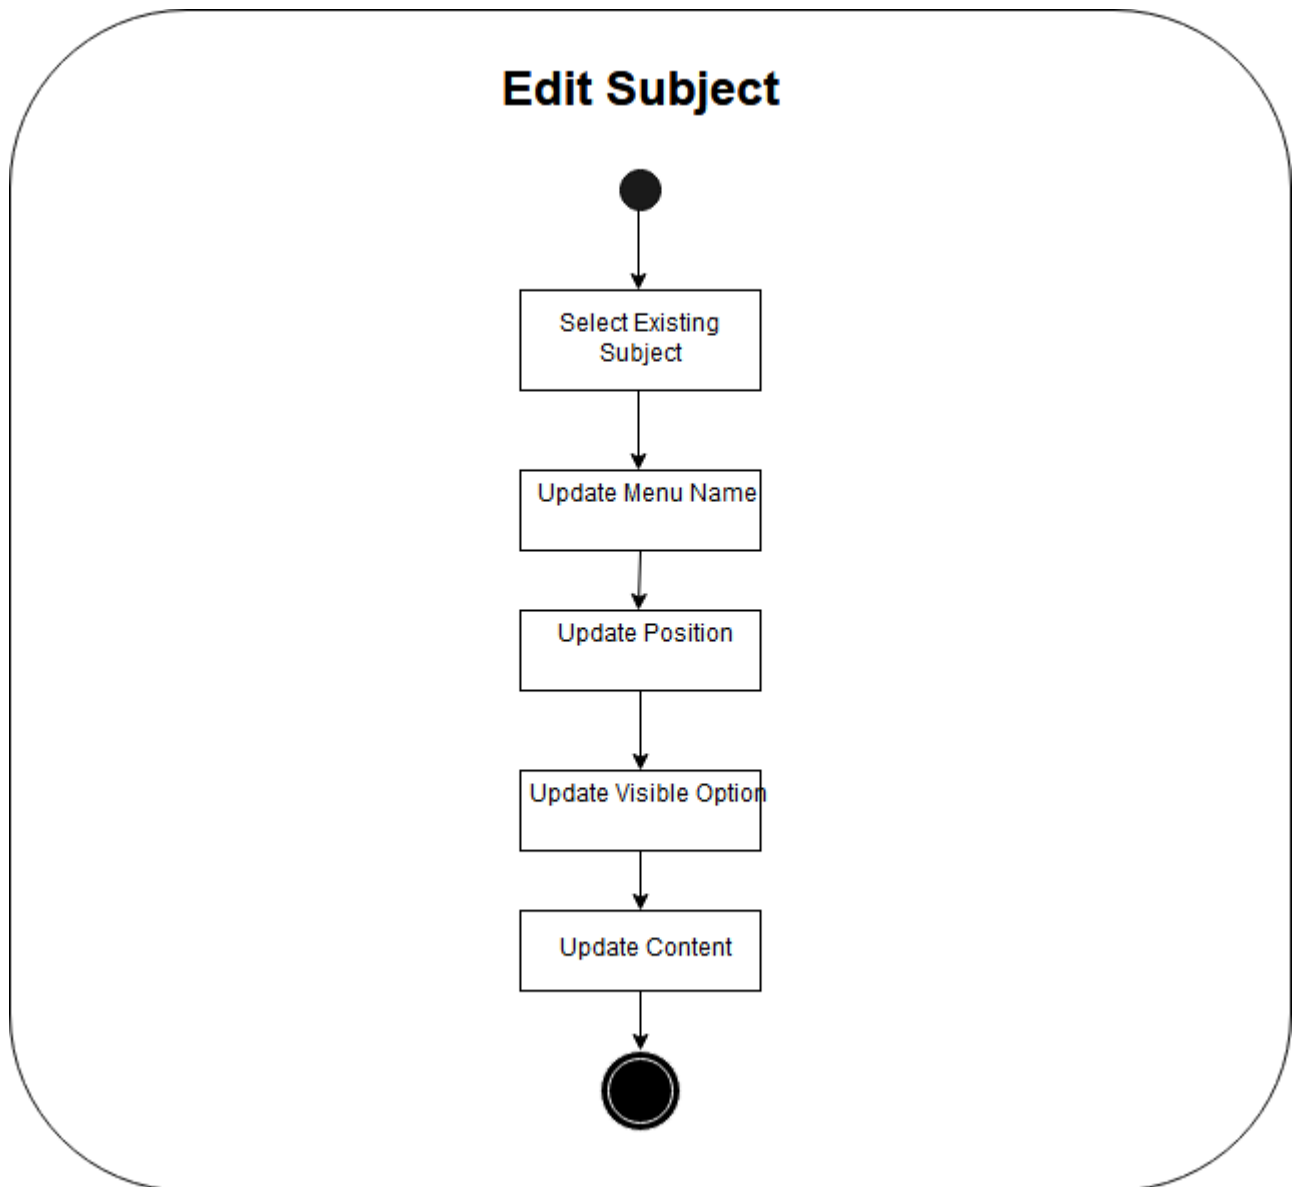 Edit Subject
Select Existing
Subject
Update Menu Name
Update Position
Update Visible Option
Update Content